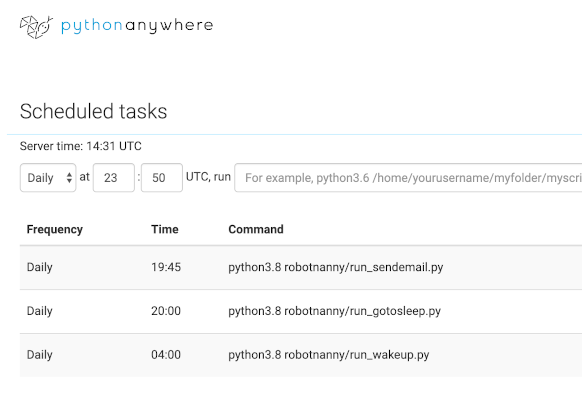 pythonanywhere
Scheduled tasks
Server time: 14:31 UTC
Daily at 23 : 50 UTC, run For example, python3.6 /home/yourusername/myfolder/myscri
Frequency Time Command
Daily 19:45 python3.8 robotnanny/run_sendemail.py
Daily 20:00 python3.8 robotnanny/run_gotosleep.py
Daily 04:00 python3.8 robotnanny/run_wakeup.py